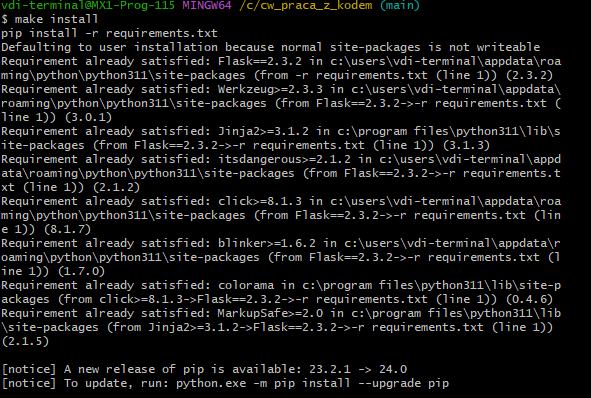 vdi-terminal@MX1-Prog-115 MINGW64 /c/cw_praca_z_kodem (main)
$ make install
pip install -r requirements.txt
Defaulting to user installation because normal site-packages is not writeable
Requirement already satisfied: Flask==2.3.2 in c:\users\vdi-terminal\appdata\roa
ming\python\python311\site-packages (from -r requirements.txt (line 1)) (2.3.2)
Requirement already satisfied: Werkzeug>=2.3.3 in c:\users\vdi-terminal\appdata\
roaming\python\python311\site-packages (from Flask==2.3.2->-r requirements.txt (
line 1)) (3.0.1)
Requirement already satisfied: Jinja2>=3.1.2 in c:\program files\python311\lib\s
ite-packages (from Flask==2.3.2->-r requirements.txt (line 1)) (3.1.3)
Requirement already satisfied: itsdangerous>=2.1.2 in c:\users\vdi-terminal\appd
ata\roaming\python\python311\site-packages (from Flask==2.3.2->-r requirements.t
xt (line 1)) (2.1.2)
Requirement already satisfied: click>=8.1.3 in c:\users\vdi-terminal\appdata\roa
ming\python\python311\site-packages (from Flask==2.3.2->-r requirements.txt (lin
e 1)) (8.1.7)
Requirement already satisfied: blinker>=1.6.2 in c:\users\vdi-terminal\appdata\r
oaming\python\python311\site-packages (from Flask==2.3.2->-r requirements.txt (l
ine 1)) (1.7.0)
Requirement already satisfied: colorama in c:\program files\python311\lib\site-p
ackages (from click>=8.1.3->Flask==2.3.2->-r requirements.txt (line 1)) (0.4.6)
Requirement already satisfied: MarkupSafe>=2.0 in c:\program files\python311\lib
\site-packages (from Jinja2>=3.1.2->Flask==2.3.2->-r requirements.txt (line 1))
(2.1.5)
[notice] A new release of pip is available: 23.2.1 -> 24.0
[notice] To update, run: python.exe -m pip install --upgrade pip